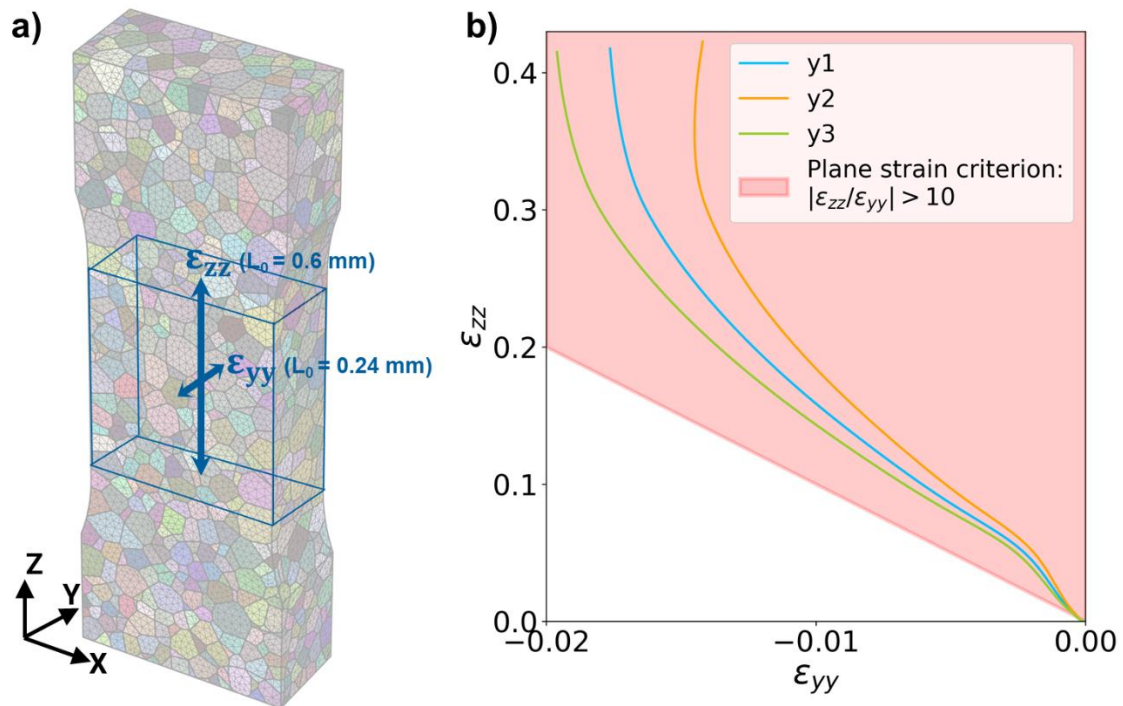 a)
εzz (L₀ = 0.6 mm)
εyy (L₀ = 0.24 mm)
Z
Y
X
b)
y1
y2
y3
Plane strain criterion:
|εzz/εyy| > 10
0.4
0.3
0.2
0.1
0.0
εzz
−0.02
−0.01
0.00
εyy